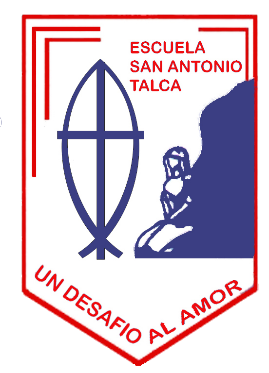 ESCUELA
SAN ANTONIO
TALCA
UN DESAFIO AL AMOR